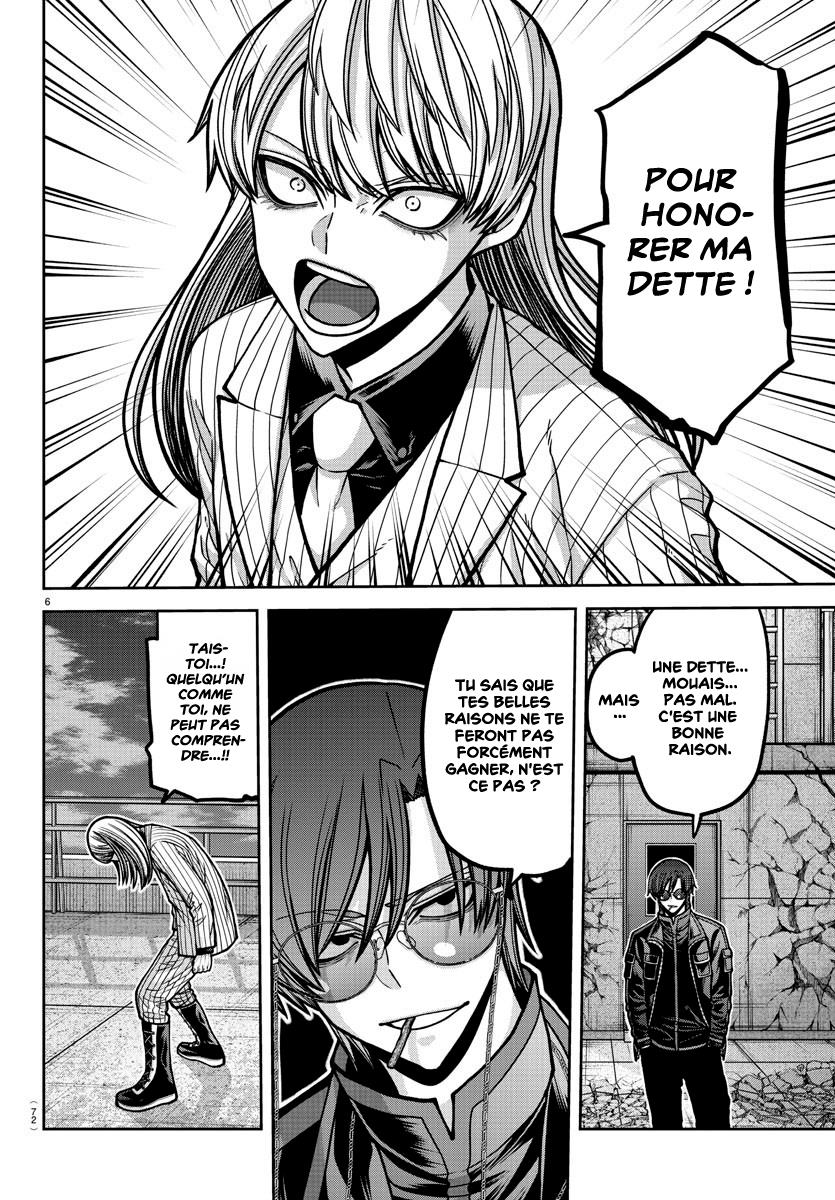 POUR
HONO-
RER MA
DETTE !
6
UNE DETTE...
MOUAIS...
PAS MAL.
C'EST UNE
BONNE
RAISON.
MAIS
...
TU SAIS QUE
TES BELLES
RAISONS NE TE
FERONT PAS
FORCÉMENT
GAGNER, N'EST
CE PAS ?
TAIS-
TOI...!
QUELQU'UN
COMME
TOI, NE
PEUT PAS
COMPREN-
DRE...!!
(72)